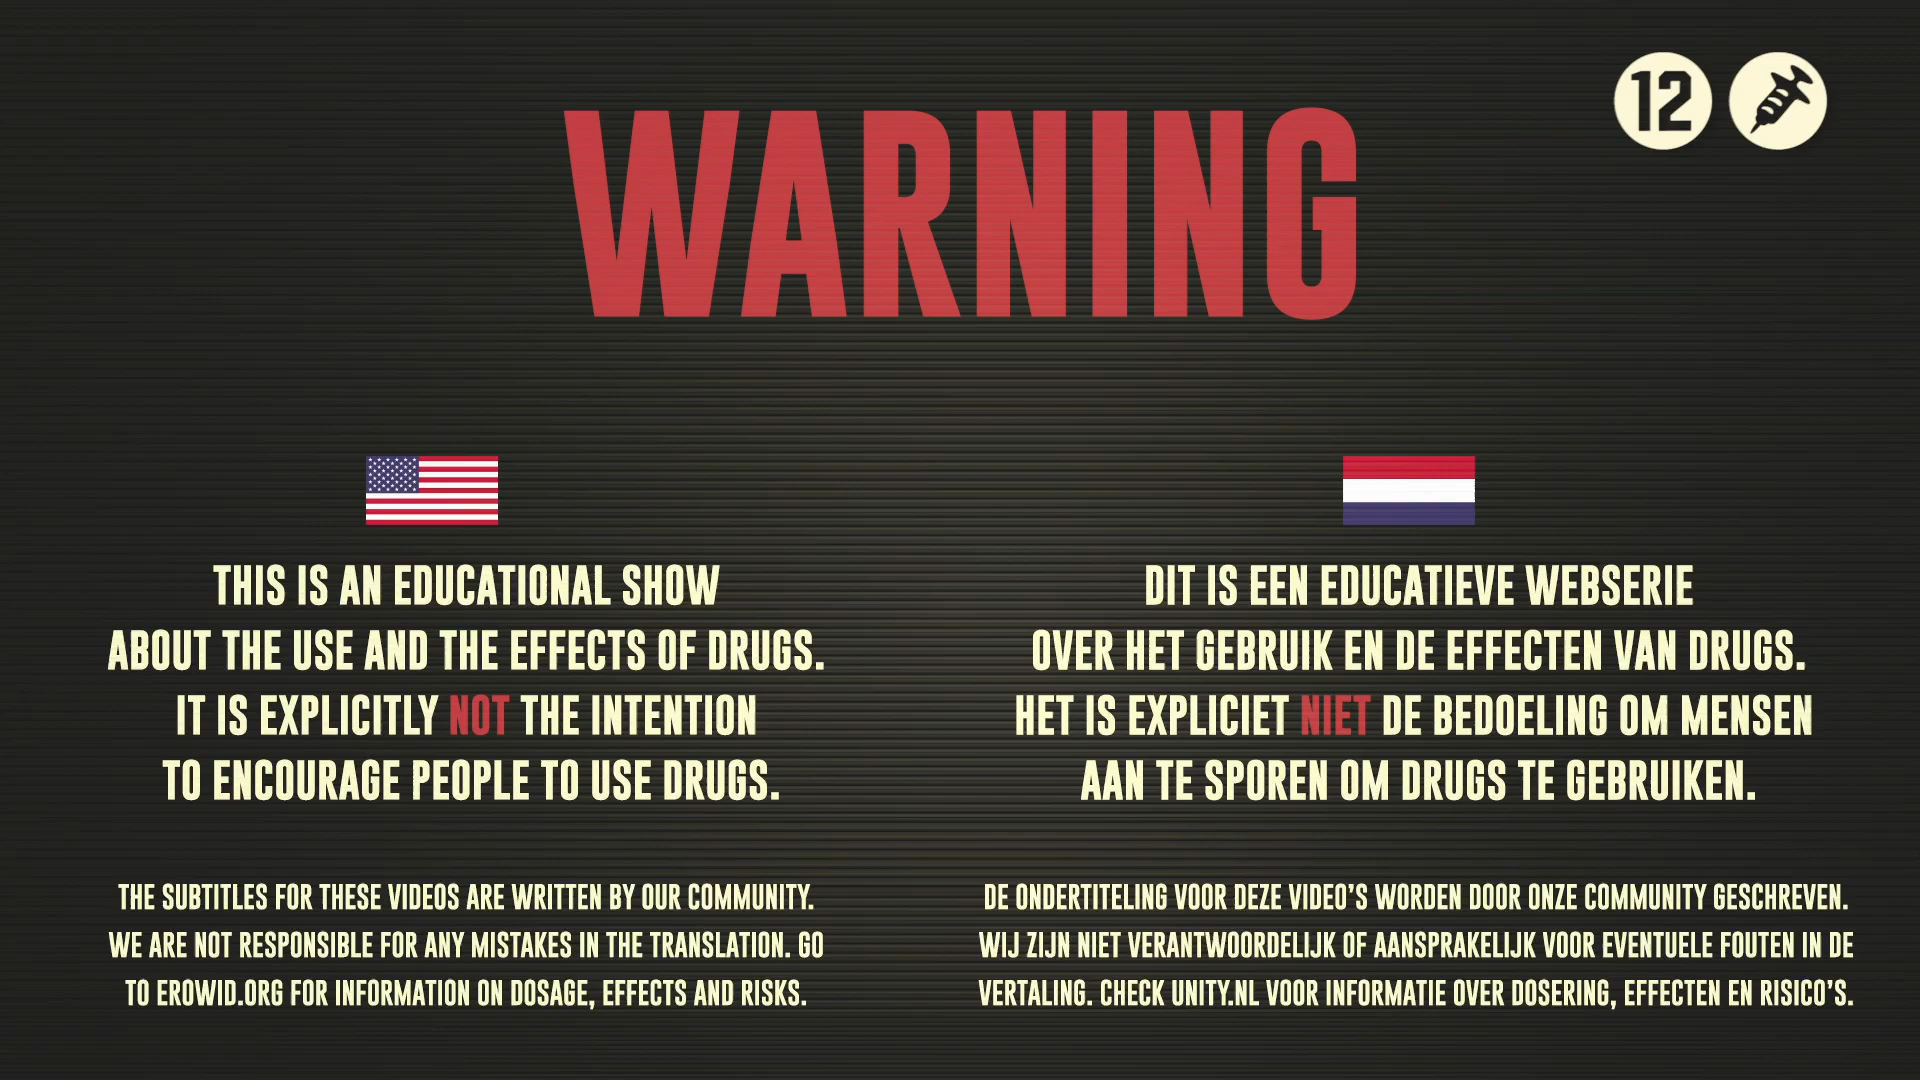 12
WARNING
THIS IS AN EDUCATIONAL SHOW
ABOUT THE USE AND THE EFFECTS OF DRUGS.
IT IS EXPLICITLY NOT THE INTENTION
TO ENCOURAGE PEOPLE TO USE DRUGS.
THE SUBTITLES FOR THESE VIDEOS ARE WRITTEN BY OUR COMMUNITY.
WE ARE NOT RESPONSIBLE FOR ANY MISTAKES IN THE TRANSLATION. GO
TO EROWID.ORG FOR INFORMATION ON DOSAGE, EFFECTS AND RISKS.
DIT IS EEN EDUCATIEVE WEBSERIE
OVER HET GEBRUIK EN DE EFFECTEN VAN DRUGS.
HET IS EXPLICIET NIET DE BEDOELING OM MENSEN
AAN TE SPOREN OM DRUGS TE GEBRUIKEN.
DE ONDERTITELING VOOR DEZE VIDEO'S WORDEN DOOR ONZE COMMUNITY GESCHREVEN.
WIJ ZIJN NIET VERANTWOORDELIJK OF AANSPRAKELIJK VOOR EVENTUELE FOUTEN IN DE
VERTALING. CHECK UNITY.NL VOOR INFORMATIE OVER DOSERING, EFFECTEN EN RISICO'S.